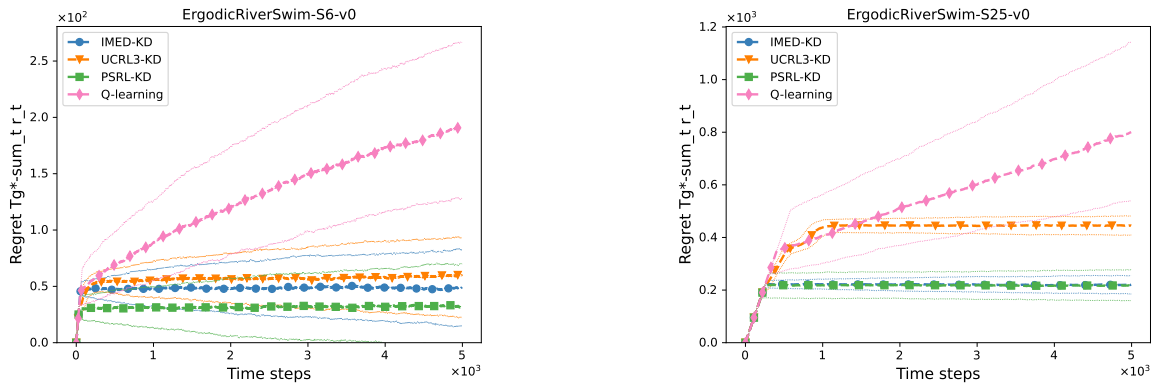 ErgodicRiverSwim-S6-v0
×10²
Regret Tg*-sum_t r_t
2.5
2.0
1.5
1.0
0.5
0.0
IMED-KD
UCRL3-KD
PSRL-KD
Q-learning
0 1 2 3 4 5
×10³
Time steps
ErgodicRiverSwim-S25-v0
×10³
Regret Tg*-sum_t r_t
1.2
1.0
0.8
0.6
0.4
0.2
0.0
IMED-KD
UCRL3-KD
PSRL-KD
Q-learning
0 1 2 3 4 5
×10³
Time steps